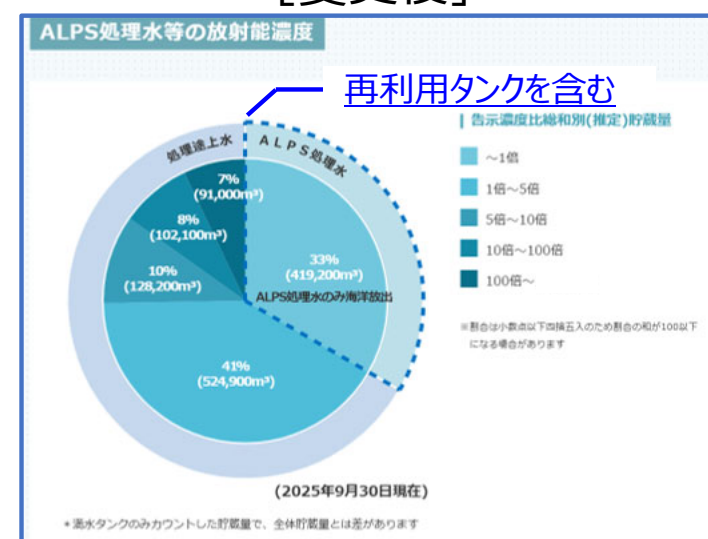 ALPS処理水等の放射能濃度
再利用タンクを含む
告示濃度比総和別(推定)貯蔵量
処理途上水
ALPS処理水
~1倍
1倍~5倍
5倍~10倍
10倍~100倍
100倍~
7%
(91,000m³)
8%
(102,100m³)
10%
(128,200m³)
33%
(419,200m³)
ALPS処理水のみ海洋放出
41%
(524,900m³)
※割合は小数点以下四捨五入のため割合の和が100以下
になる場合があります
(2025年9月30日現在)
*満水タンクのみカウントした貯蔵量で、全体貯蔵量とは差があります